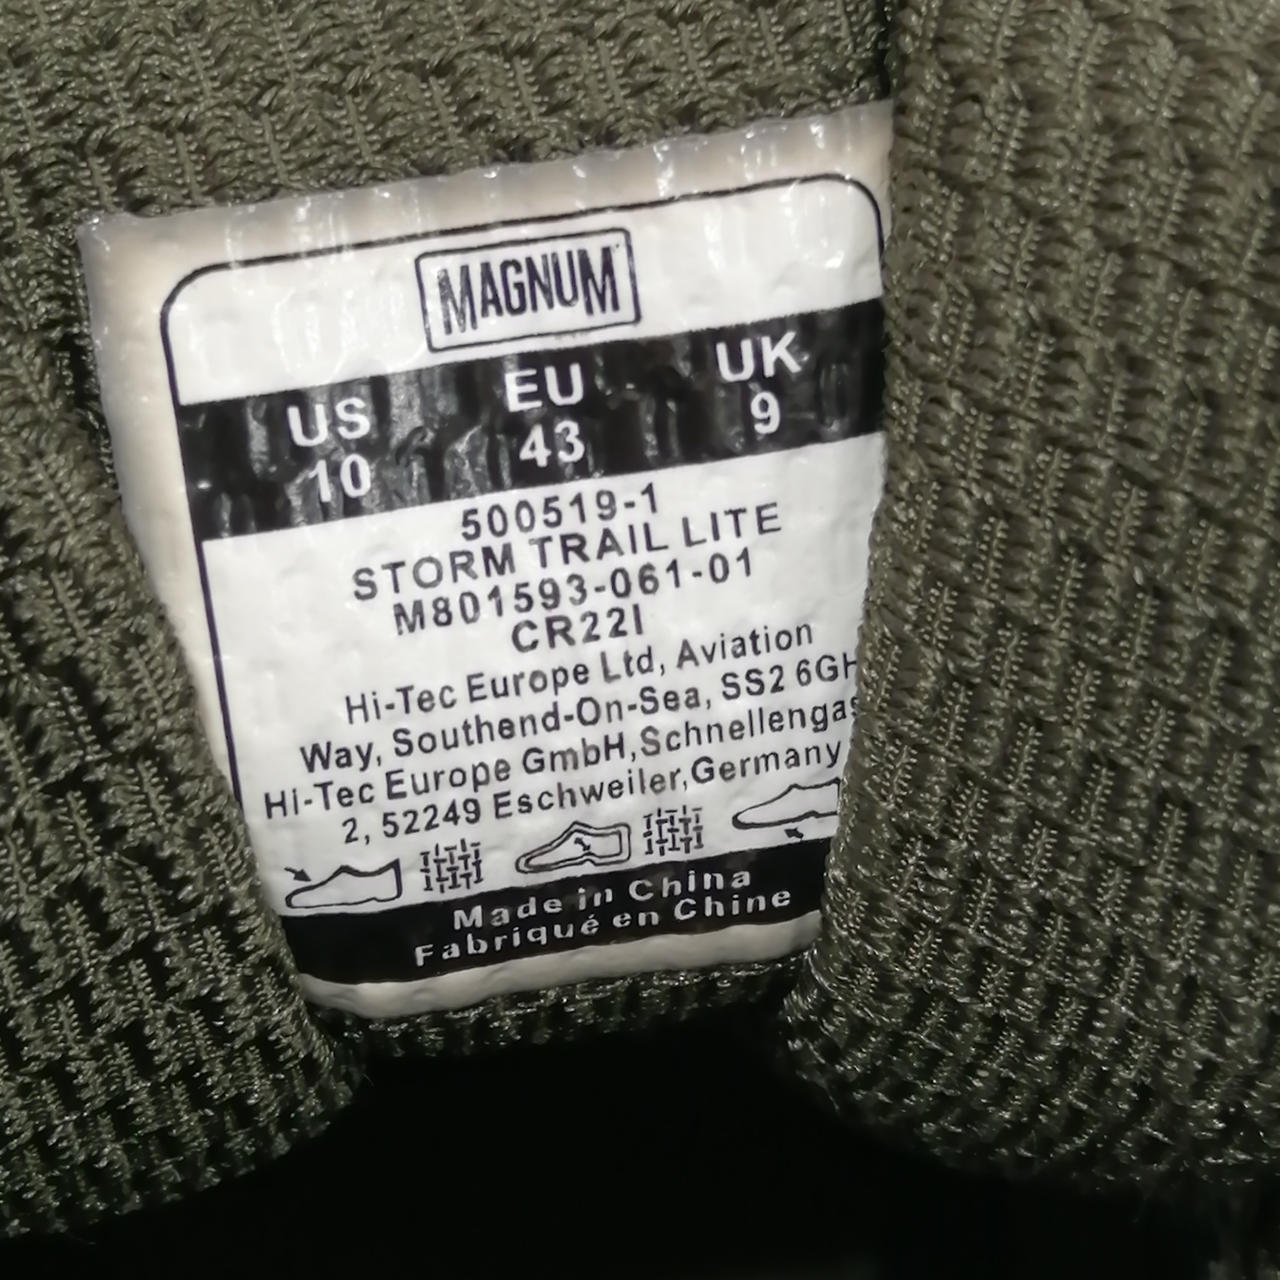 MAGNUM
US EU UK
10 43 9
500519-1
STORM TRAIL LITE
M801593-061-01
CR22I
Hi-Tec Europe Ltd, Aviation
Way, Southend-On-Sea, SS2 6GH
Hi-Tec Europe GmbH,Schnellengas
2, 52249 Eschweiler,Germany
Made in China
Fabriqué en Chine